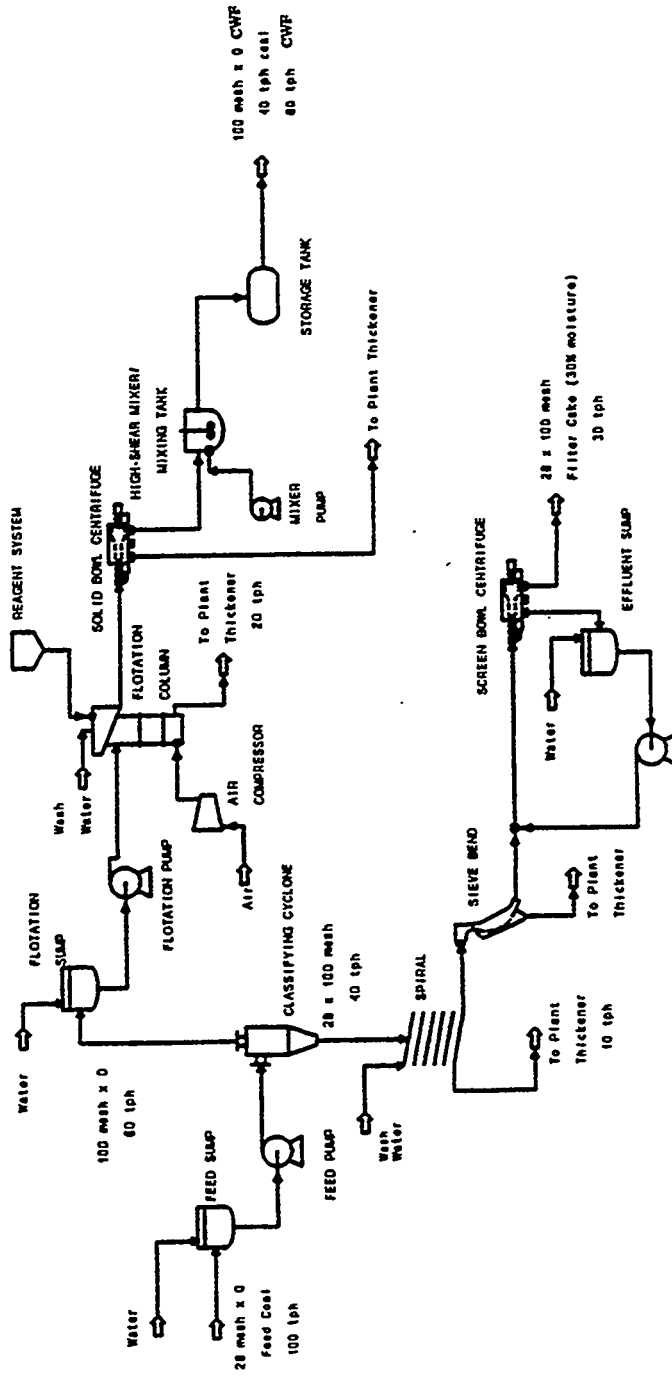 Water
28 mesh x 0
Feed Coal
100 tph
FEED SUMP
FEED PUMP
Water
100 mesh x 0
60 tph
FLOTATION
SUMP
FLOTATION PUMP
CLASSIFYING CYCLONE
28 x 100 mesh
40 tph
Wash
Water
REAGENT SYSTEM
FLOTATION
COLUMN
Air
AIR
COMPRESSOR
To Plant
Thickener
20 tph
SOLID BOWL CENTRIFUGE
HIGH-SHEAR MIXER/
MIXING TANK
MIXER
PUMP
To Plant Thickener
STORAGE TANK
100 mesh x 0 CWF
40 tph coal
80 tph CWF
Wash
Water
SPIRAL
To Plant
Thickener
10 tph
SIEVE BEND
To Plant
Thickener
SCREEN BOWL CENTRIFUGE
Water
EFFLUENT SUMP
28 x 100 mesh
Filter Cake (30% moisture)
30 tph